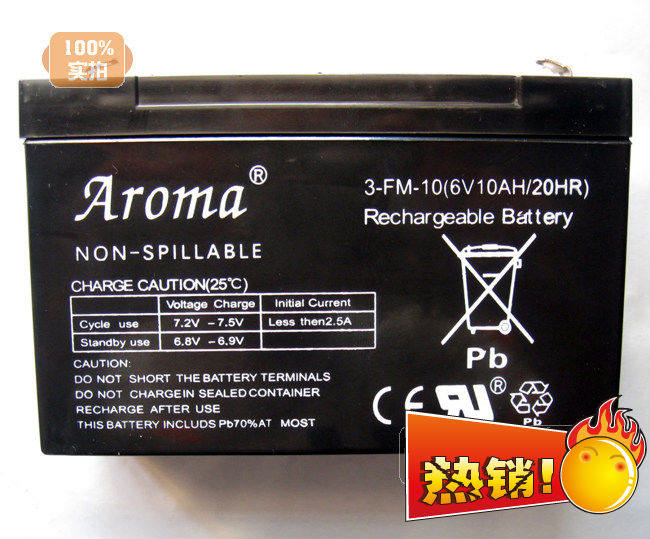 100%
实拍
Aroma®
NON-SPILLABLE
3-FM-10(6V10AH/20HR)
Rechargeable Battery
CHARGE CAUTION(25℃)
Voltage Charge Initial Current
Cycle use 7.2V -7.5V Less then2.5A
Standby use 6.8V -6.9V
CAUTION:
DO NOT SHORT THE BATTERY TERMINALS
DO NOT CHARGEIN SEALED CONTAINER
RECHARGE AFTER USE
THIS BATTERY INCLUDS Pb70%AT MOST
Pb
CE
®
Pb
热销!